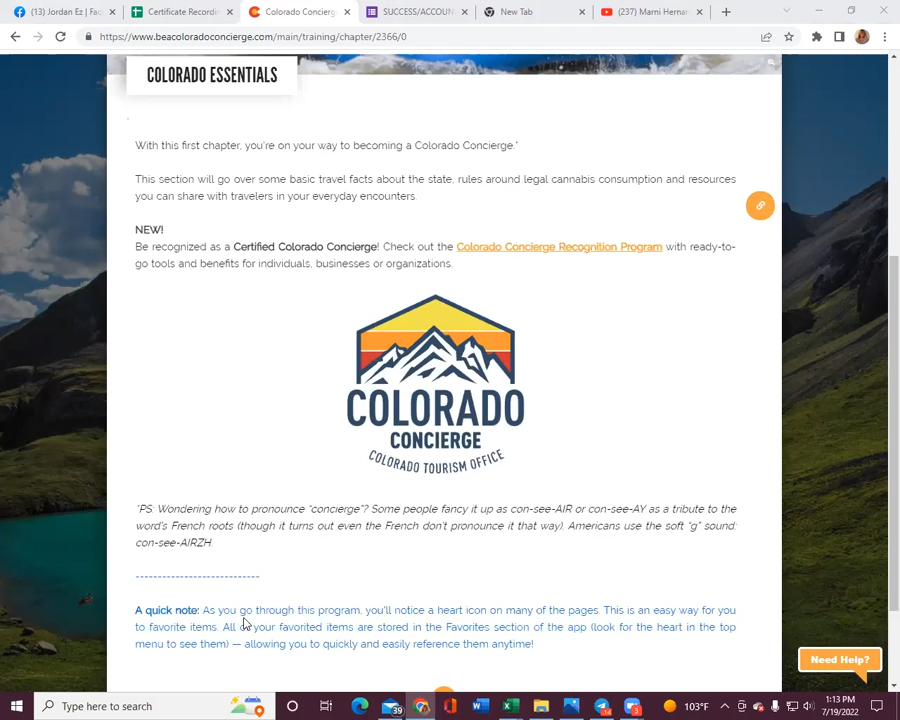 (13) Jordan Ez | Fac
Certificate Recordin
Colorado Concierg
SUCCESS/ACCOUN
New Tab
(237) Marni Hernan
https://www.beacoloradoconcierge.com/main/training/chapter/2366/0
COLORADO ESSENTIALS
With this first chapter, you're on your way to becoming a Colorado Concierge.*
This section will go over some basic travel facts about the state, rules around legal cannabis consumption and resources
you can share with travelers in your everyday encounters.
NEW!
Be recognized as a Certified Colorado Concierge! Check out the Colorado Concierge Recognition Program with ready-to-
go tools and benefits for individuals, businesses or organizations.
COLORADO
CONCIERGE
COLORADO TOURISM OFFICE
*PS: Wondering how to pronounce "concierge"? Some people fancy it up as con-see-AIR or con-see-AY as a tribute to the
word's French roots (though it turns out even the French don't pronounce it that way). Americans use the soft "g" sound:
con-see-AIRZH.
----------------------------
A quick note: As you go through this program, you'll notice a heart icon on many of the pages. This is an easy way for you
to favorite items. All of your favorited items are stored in the Favorites section of the app (look for the heart in the top
menu to see them) — allowing you to quickly and easily reference them anytime!
Need Help?
Type here to search
39
14
3
103°F
1:13 PM
7/19/2022